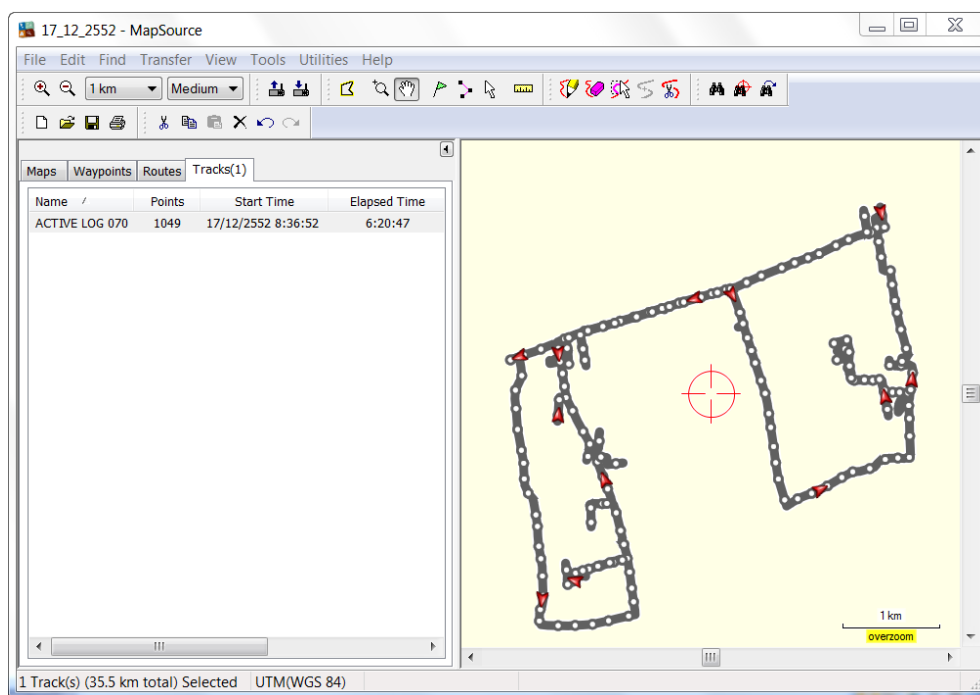 17_12_2552 - MapSource
File Edit Find Transfer View Tools Utilities Help
1 km Medium
Maps Waypoints Routes Tracks(1)
Name Points Start Time Elapsed Time
ACTIVE LOG 070 1049 17/12/2552 8:36:52 6:20:47
1 km
overzoom
1 Track(s) (35.5 km total) Selected UTM(WGS 84)